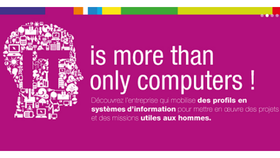 IT is more than
only computers !
Découvrez l'entreprise qui mobilise des profils en
systèmes d'information pour mettre en œuvre des projets
et des missions utiles aux hommes.